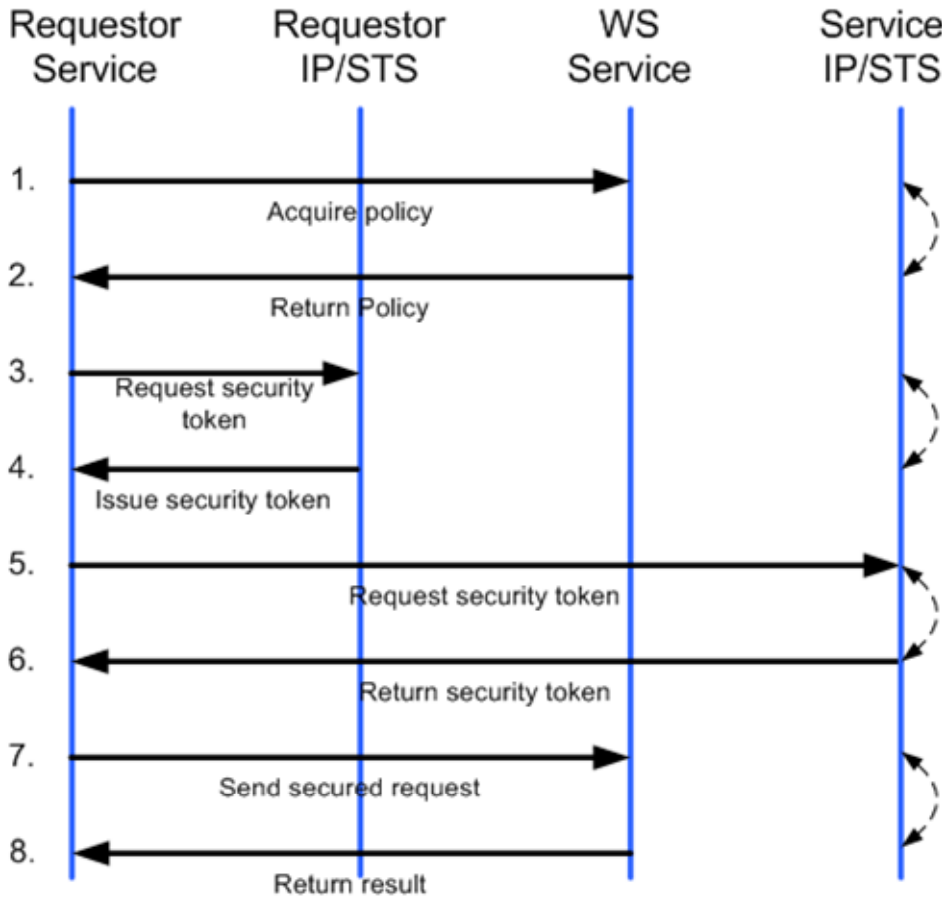 Requestor
Service
Requestor
IP/STS
WS
Service
Service
IP/STS
1.
Acquire policy
2.
Return Policy
3.
Request security
token
4.
Issue security token
5.
Request security token
6.
Return security token
7.
Send secured request
8.
Return result